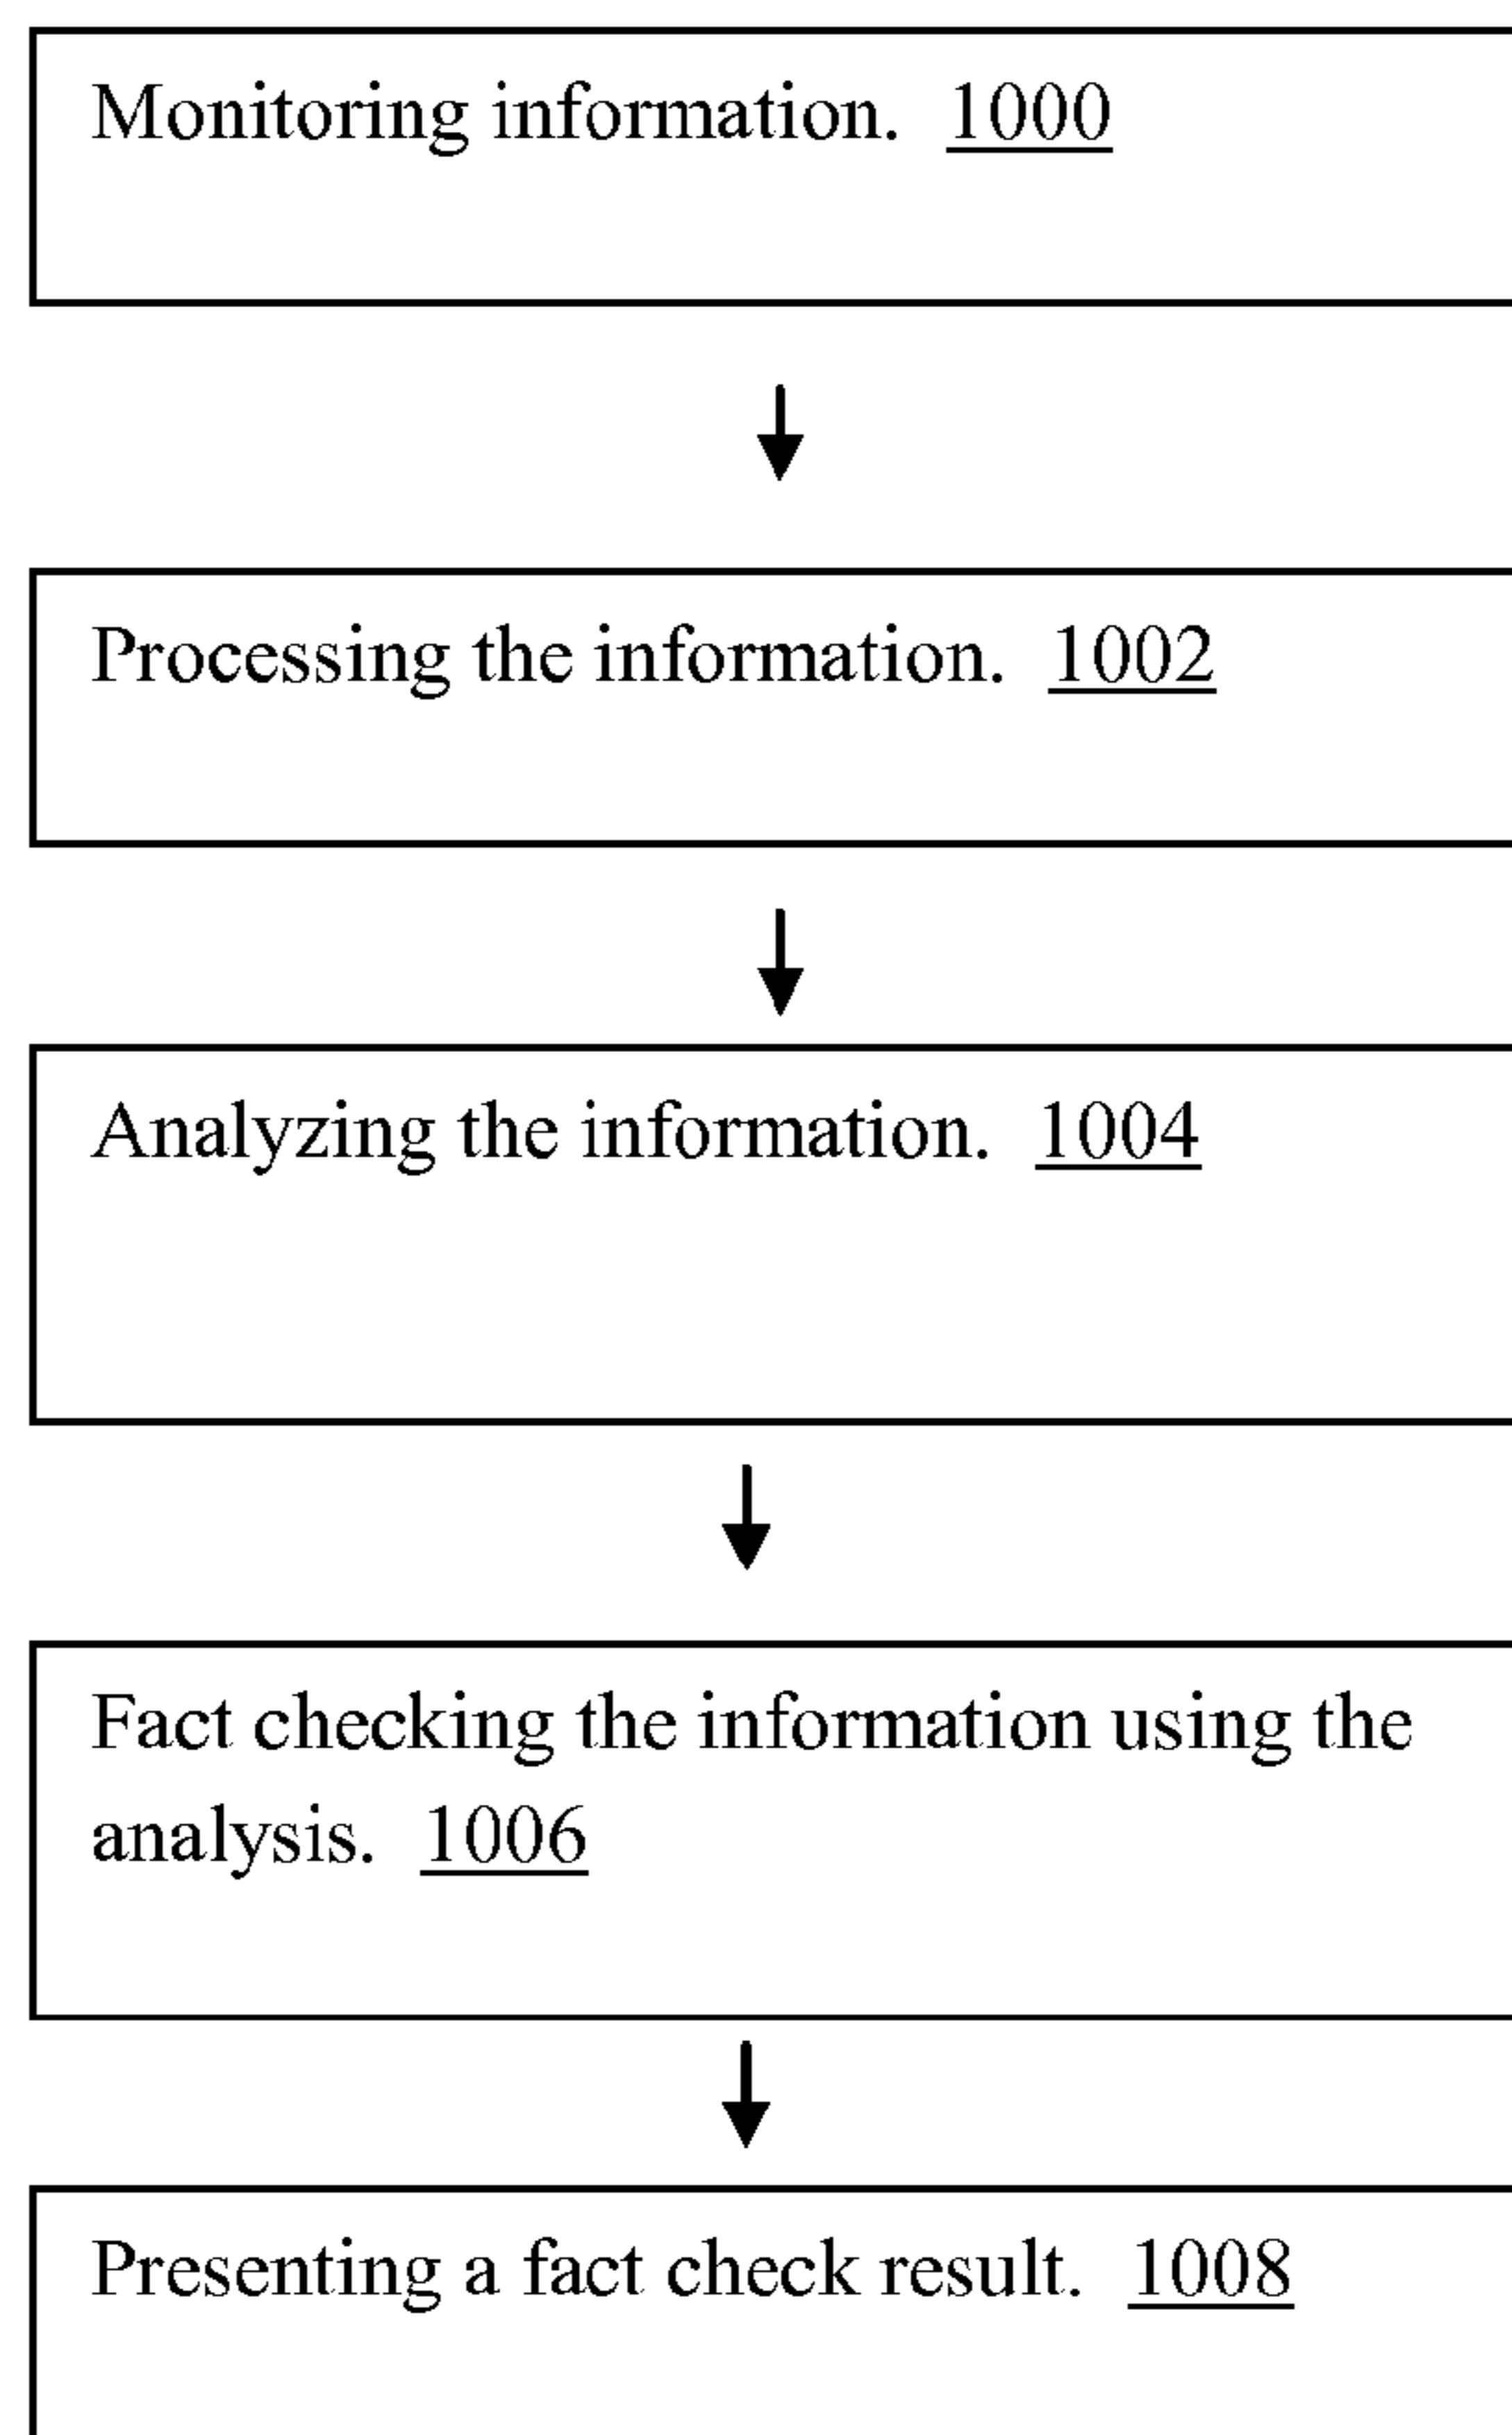 Monitoring information. 1000
Processing the information. 1002
Analyzing the information. 1004
Fact checking the information using the
analysis. 1006
Presenting a fact check result. 1008